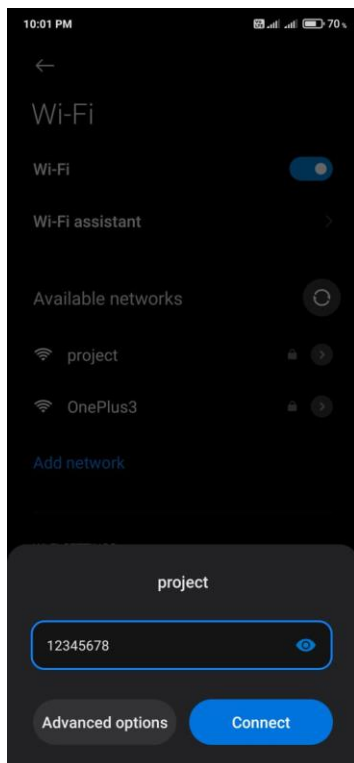 10:01 PM 70 %
Wi-Fi
Wi-Fi
Wi-Fi assistant
Available networks
project
OnePlus3
Add network
project
12345678
Advanced options Connect